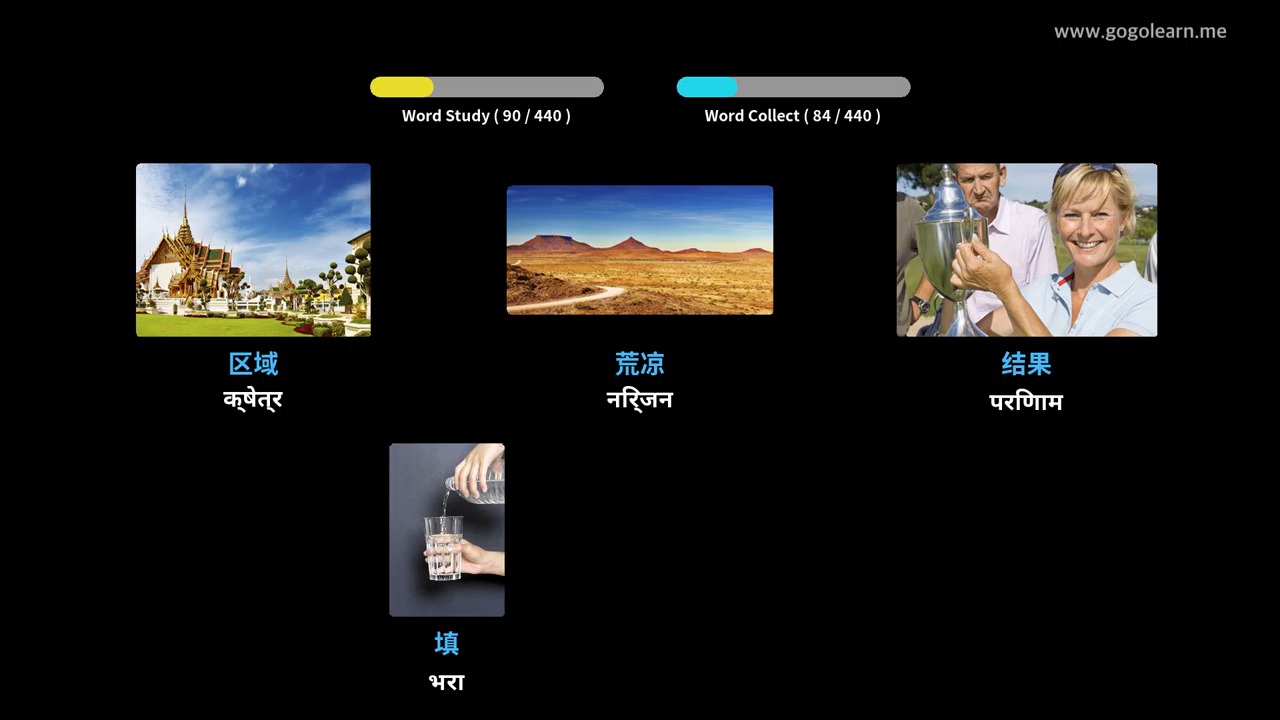 www.gogolearn.me
Word Study ( 90 / 440 )
Word Collect ( 84 / 440 )
区域
荒凉
结果
क्षेत्र
निर्जन
परिणाम
填
भरा